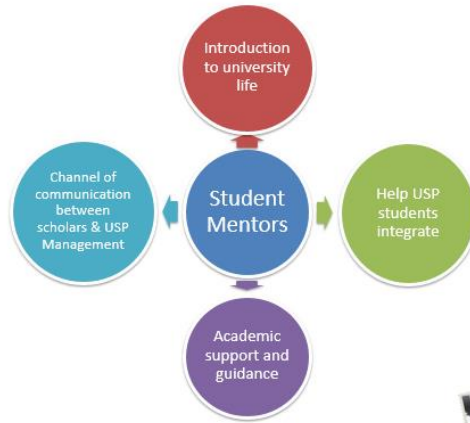 Introduction
to university
life
Channel of
communication
between
scholars & USP
Management
Student
Mentors
Help USP
students
integrate
Academic
support and
guidance